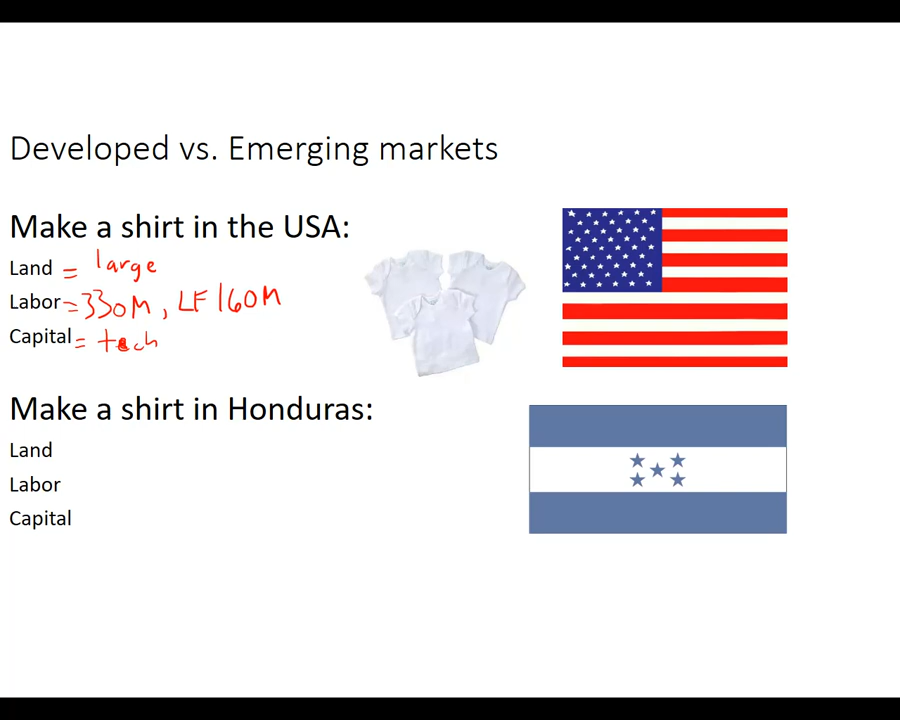 Developed vs. Emerging markets
Make a shirt in the USA:
Land = large
Labor = 330M, LF 160M
Capital = tech
Make a shirt in Honduras:
Land
Labor
Capital